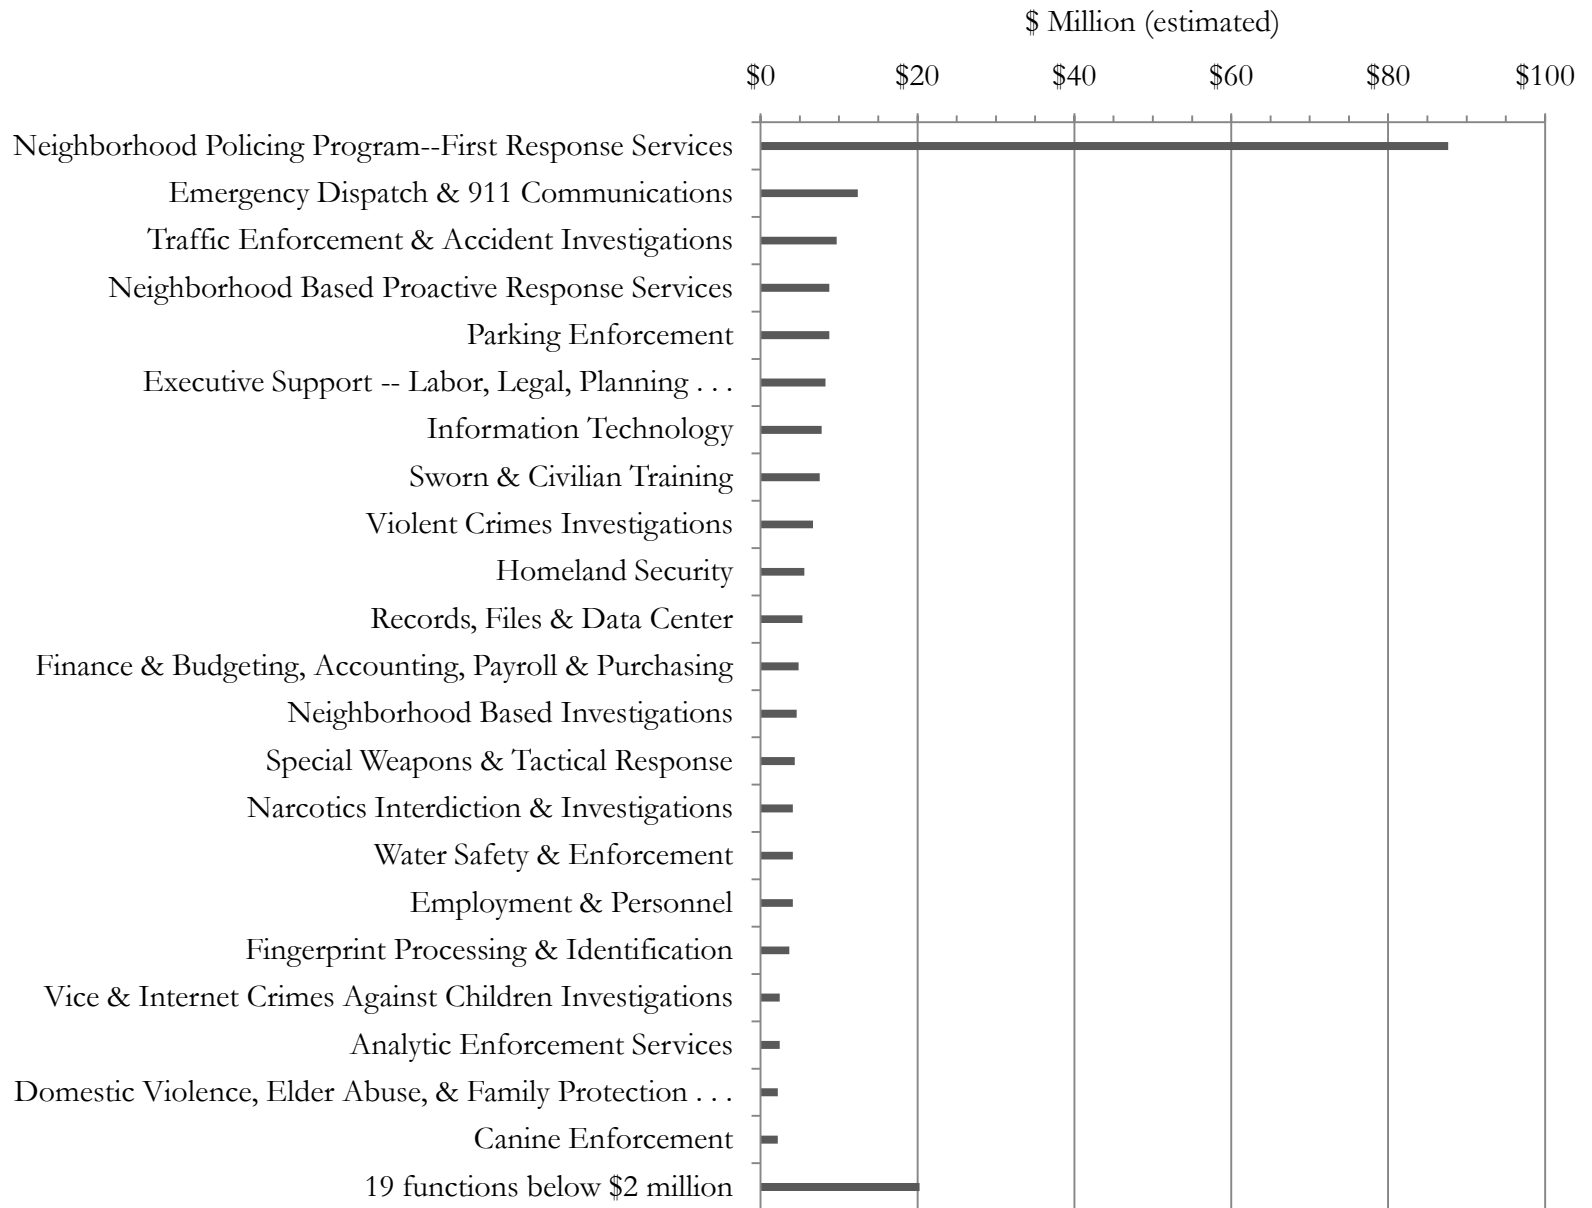 $ Million (estimated)
$0 $20 $40 $60 $80 $100
Neighborhood Policing Program--First Response Services
Emergency Dispatch & 911 Communications
Traffic Enforcement & Accident Investigations
Neighborhood Based Proactive Response Services
Parking Enforcement
Executive Support -- Labor, Legal, Planning . . .
Information Technology
Sworn & Civilian Training
Violent Crimes Investigations
Homeland Security
Records, Files & Data Center
Finance & Budgeting, Accounting, Payroll & Purchasing
Neighborhood Based Investigations
Special Weapons & Tactical Response
Narcotics Interdiction & Investigations
Water Safety & Enforcement
Employment & Personnel
Fingerprint Processing & Identification
Vice & Internet Crimes Against Children Investigations
Analytic Enforcement Services
Domestic Violence, Elder Abuse, & Family Protection . . .
Canine Enforcement
19 functions below $2 million